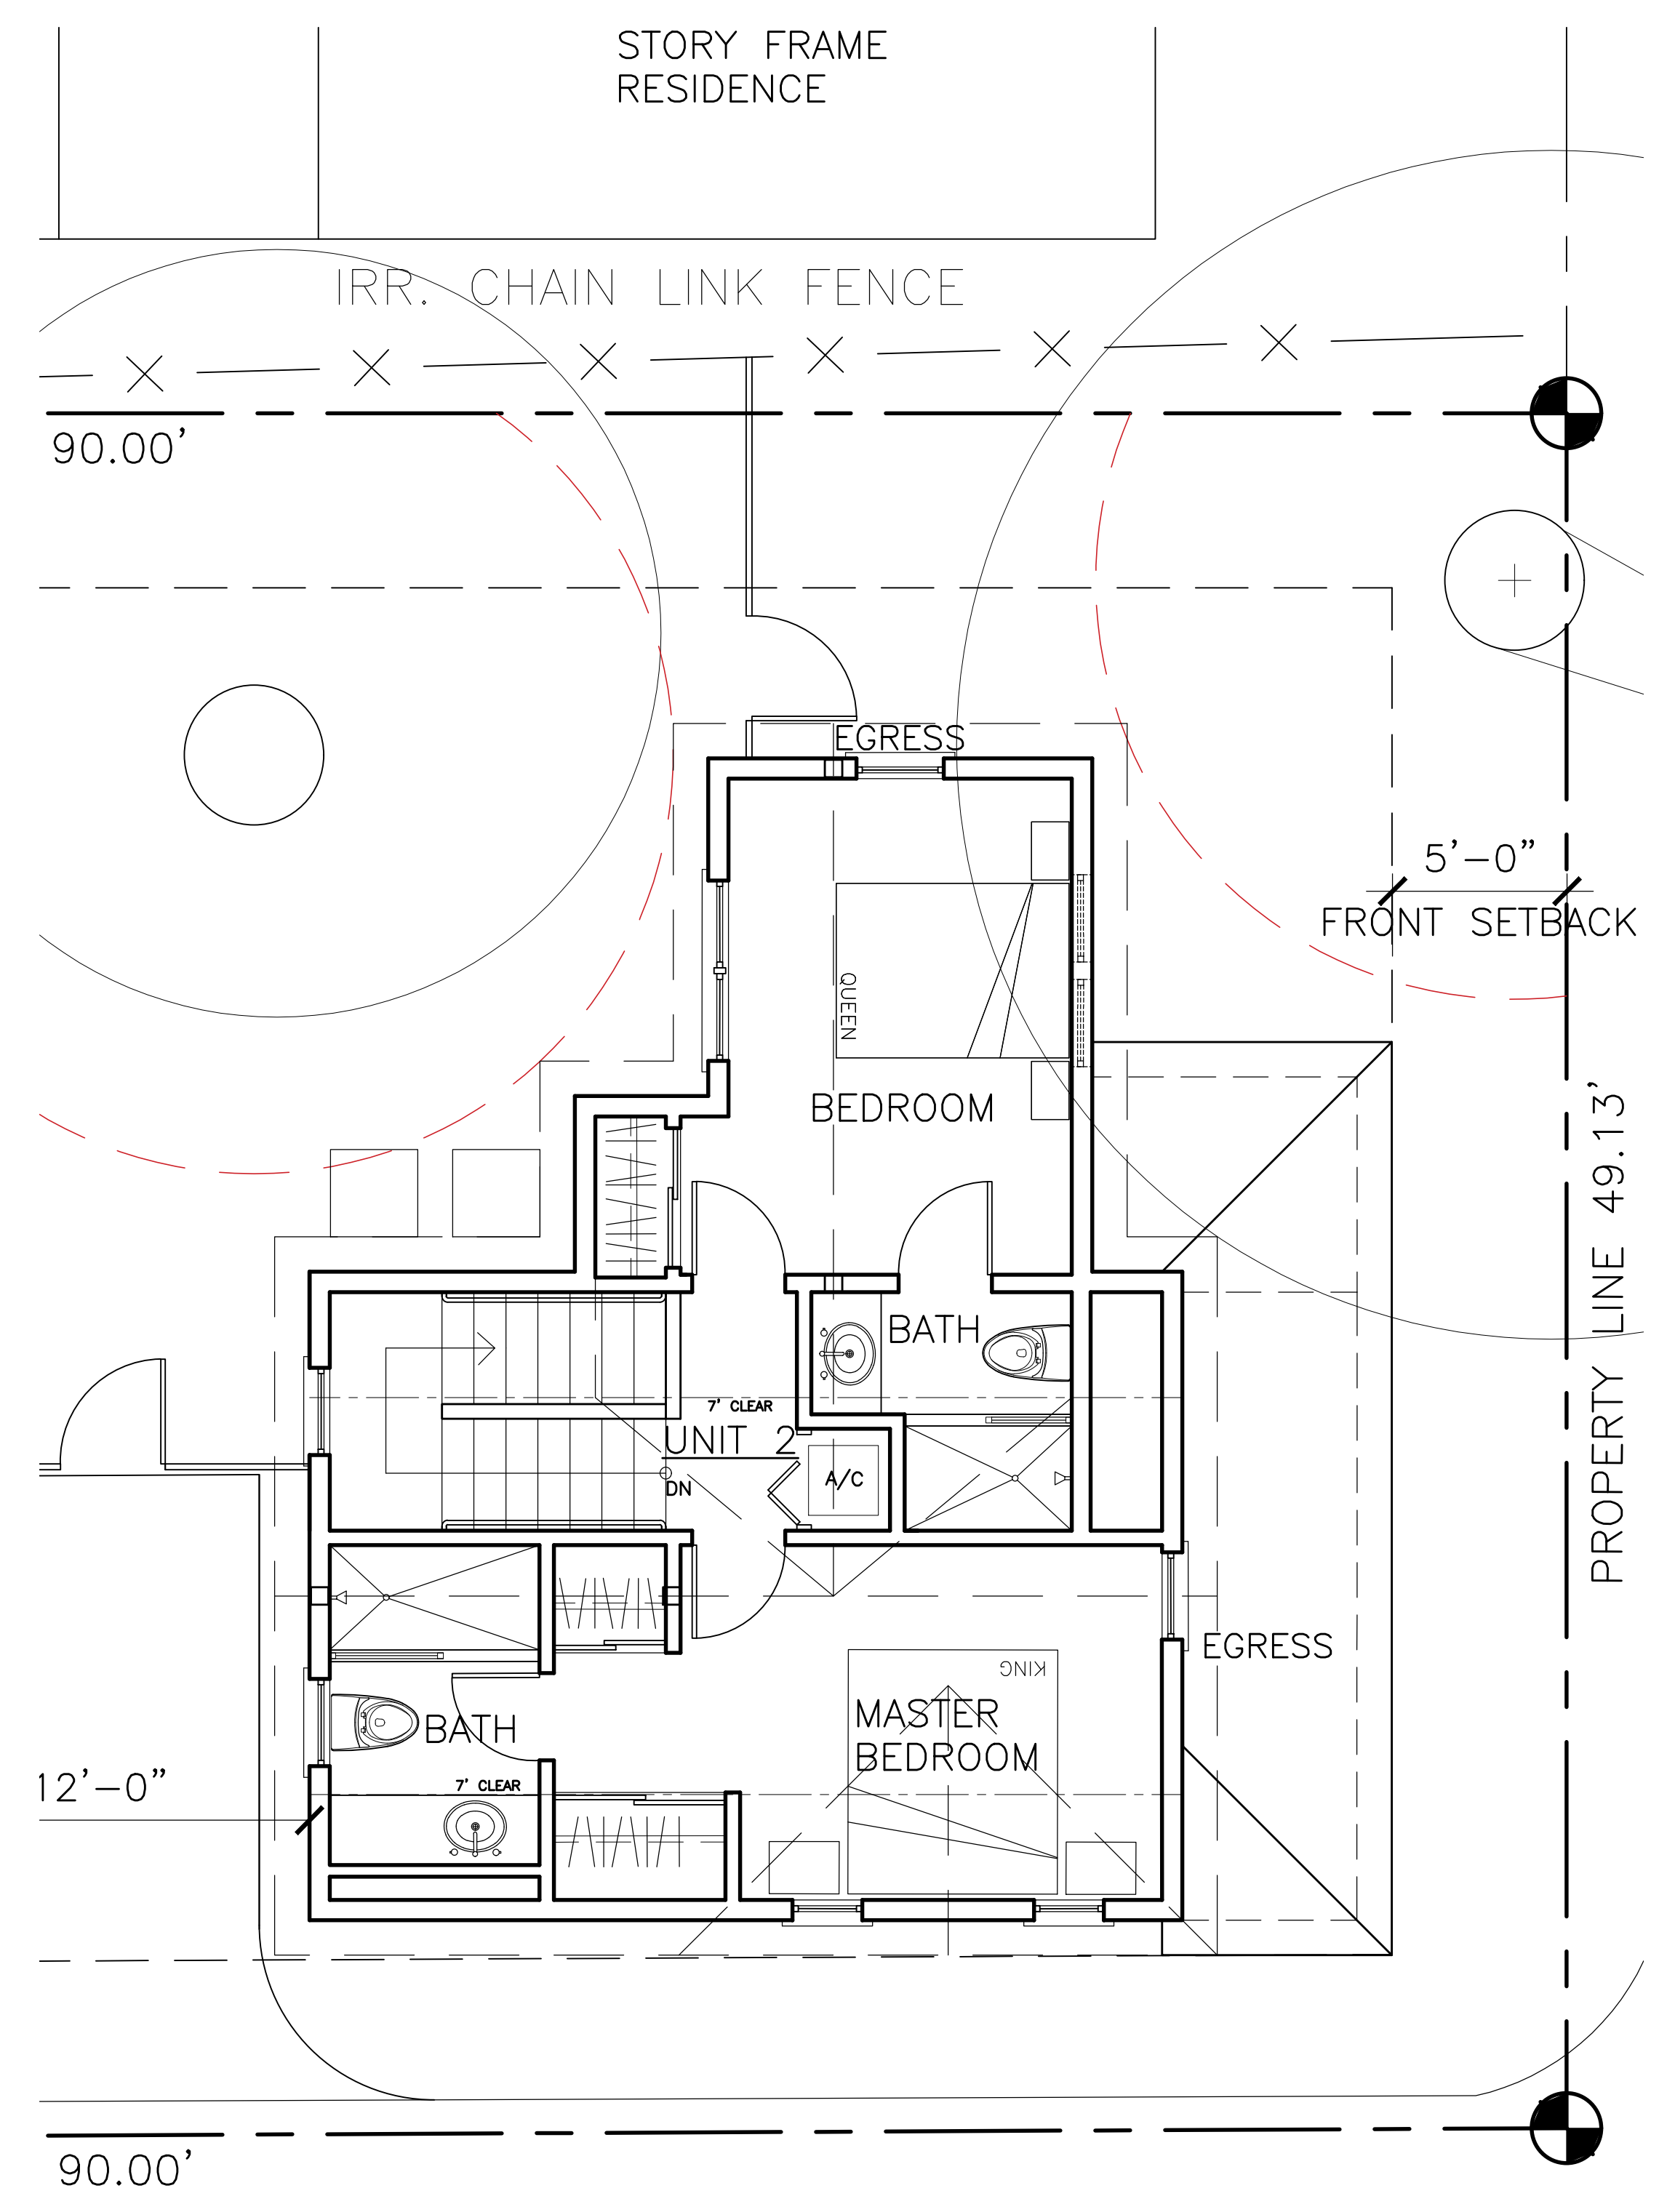 STORY FRAME
RESIDENCE
IRR. CHAIN LINK FENCE
90.00'
EGRESS
5'-0"
FRONT SETBACK
QUEEN
BEDROOM
PROPERTY LINE 49.13'
BATH
7' CLEAR
UNIT 2
A/C
DN
EGRESS
KING
MASTER
BEDROOM
BATH
7' CLEAR
12'-0"
90.00'